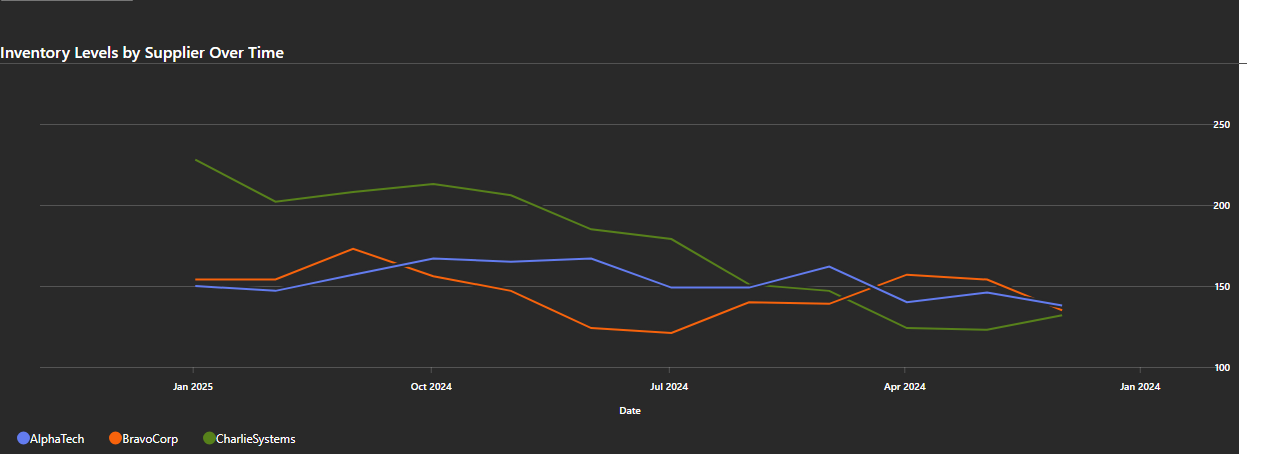 Inventory Levels by Supplier Over Time
250
200
150
100
Jan 2025 Oct 2024 Jul 2024 Apr 2024 Jan 2024
Date
AlphaTech BravoCorp CharlieSystems